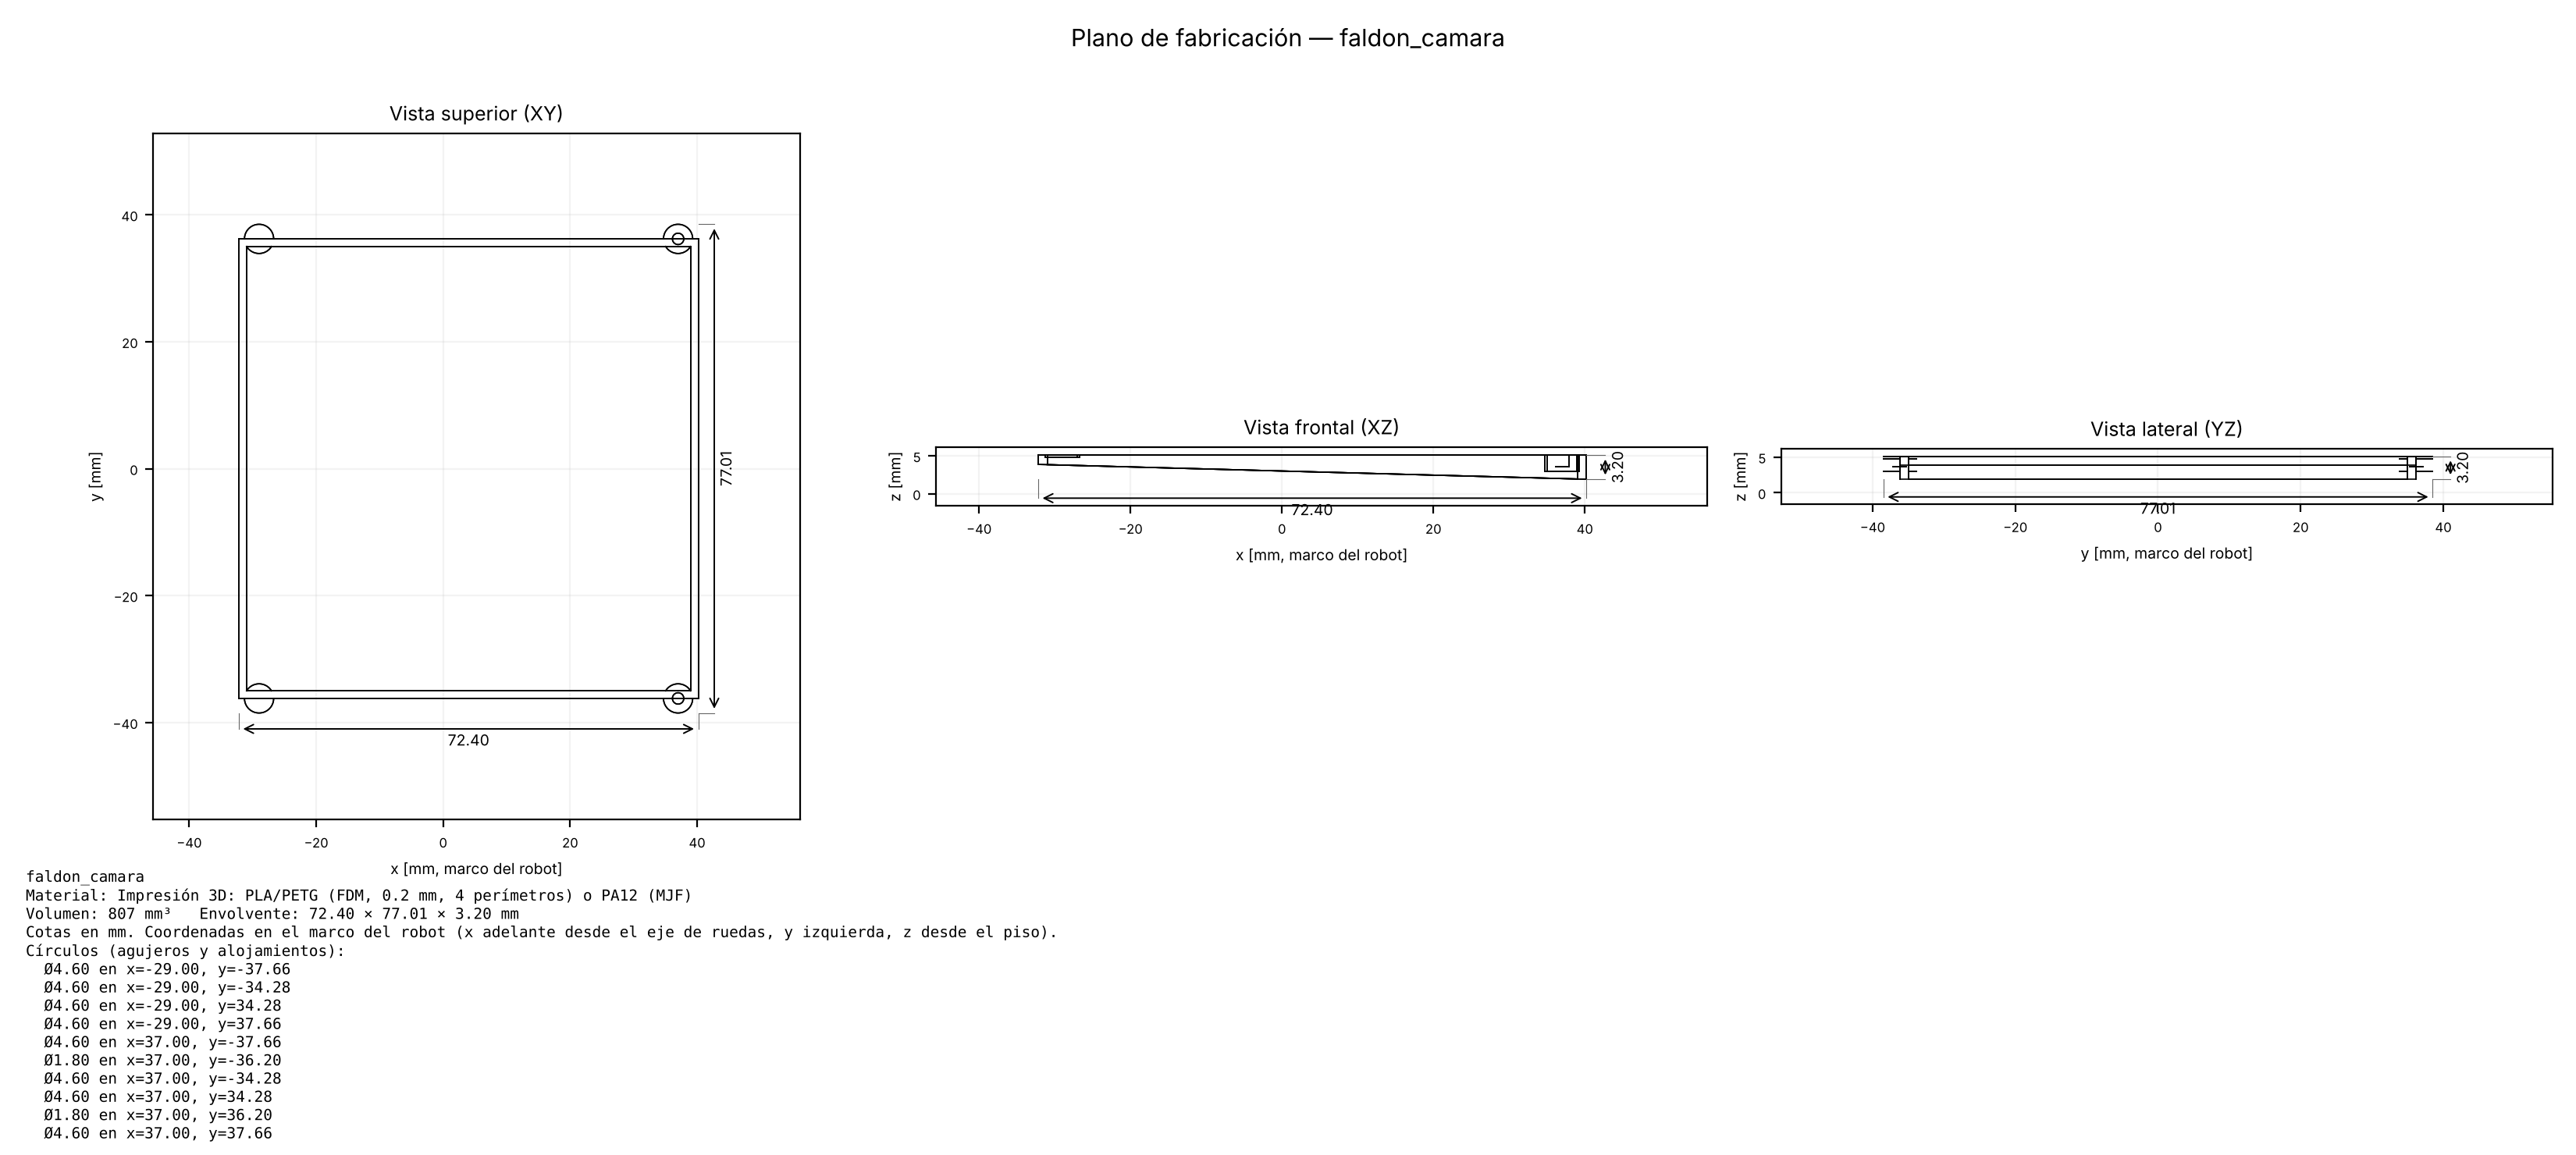 Plano de fabricación — faldon_camara
Vista superior (XY)
40
20
0
−20
−40
y [mm]
77.01
72.40
−40
−20
0
20
40
x [mm, marco del robot]
Vista frontal (XZ)
5
0
z [mm]
3.20
72.40
−40
−20
0
20
40
x [mm, marco del robot]
Vista lateral (YZ)
5
0
z [mm]
3.20
77.01
−40
−20
0
20
40
y [mm, marco del robot]
faldon_camara
Material: Impresión 3D: PLA/PETG (FDM, 0.2 mm, 4 perímetros) o PA12 (MJF)
Volumen: 807 mm³   Envolvente: 72.40 × 77.01 × 3.20 mm
Cotas en mm. Coordenadas en el marco del robot (x adelante desde el eje de ruedas, y izquierda, z desde el piso).
Círculos (agujeros y alojamientos):
Ø4.60 en x=-29.00, y=-37.66
Ø4.60 en x=-29.00, y=-34.28
Ø4.60 en x=-29.00, y=34.28
Ø4.60 en x=-29.00, y=37.66
Ø4.60 en x=37.00, y=-37.66
Ø1.80 en x=37.00, y=-36.20
Ø4.60 en x=37.00, y=-34.28
Ø4.60 en x=37.00, y=34.28
Ø1.80 en x=37.00, y=36.20
Ø4.60 en x=37.00, y=37.66